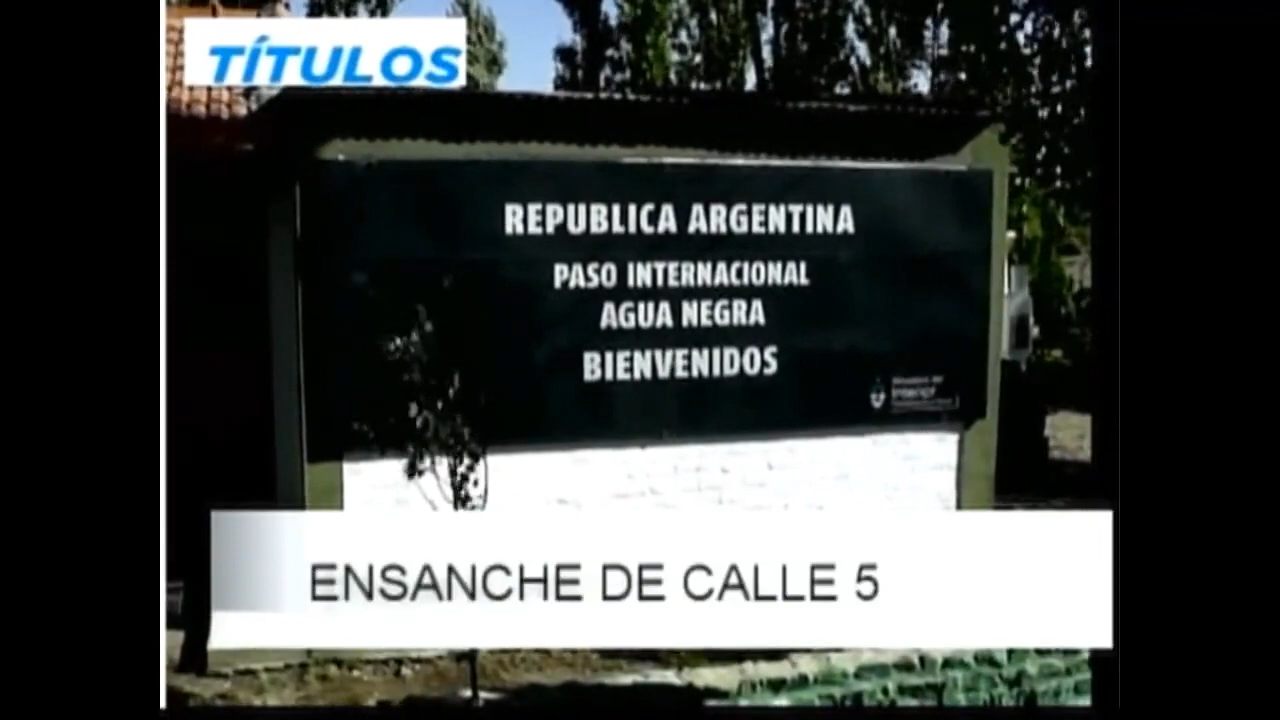 TÍTULOS
REPUBLICA ARGENTINA
PASO INTERNACIONAL
AGUA NEGRA
BIENVENIDOS
ENSANCHE DE CALLE 5